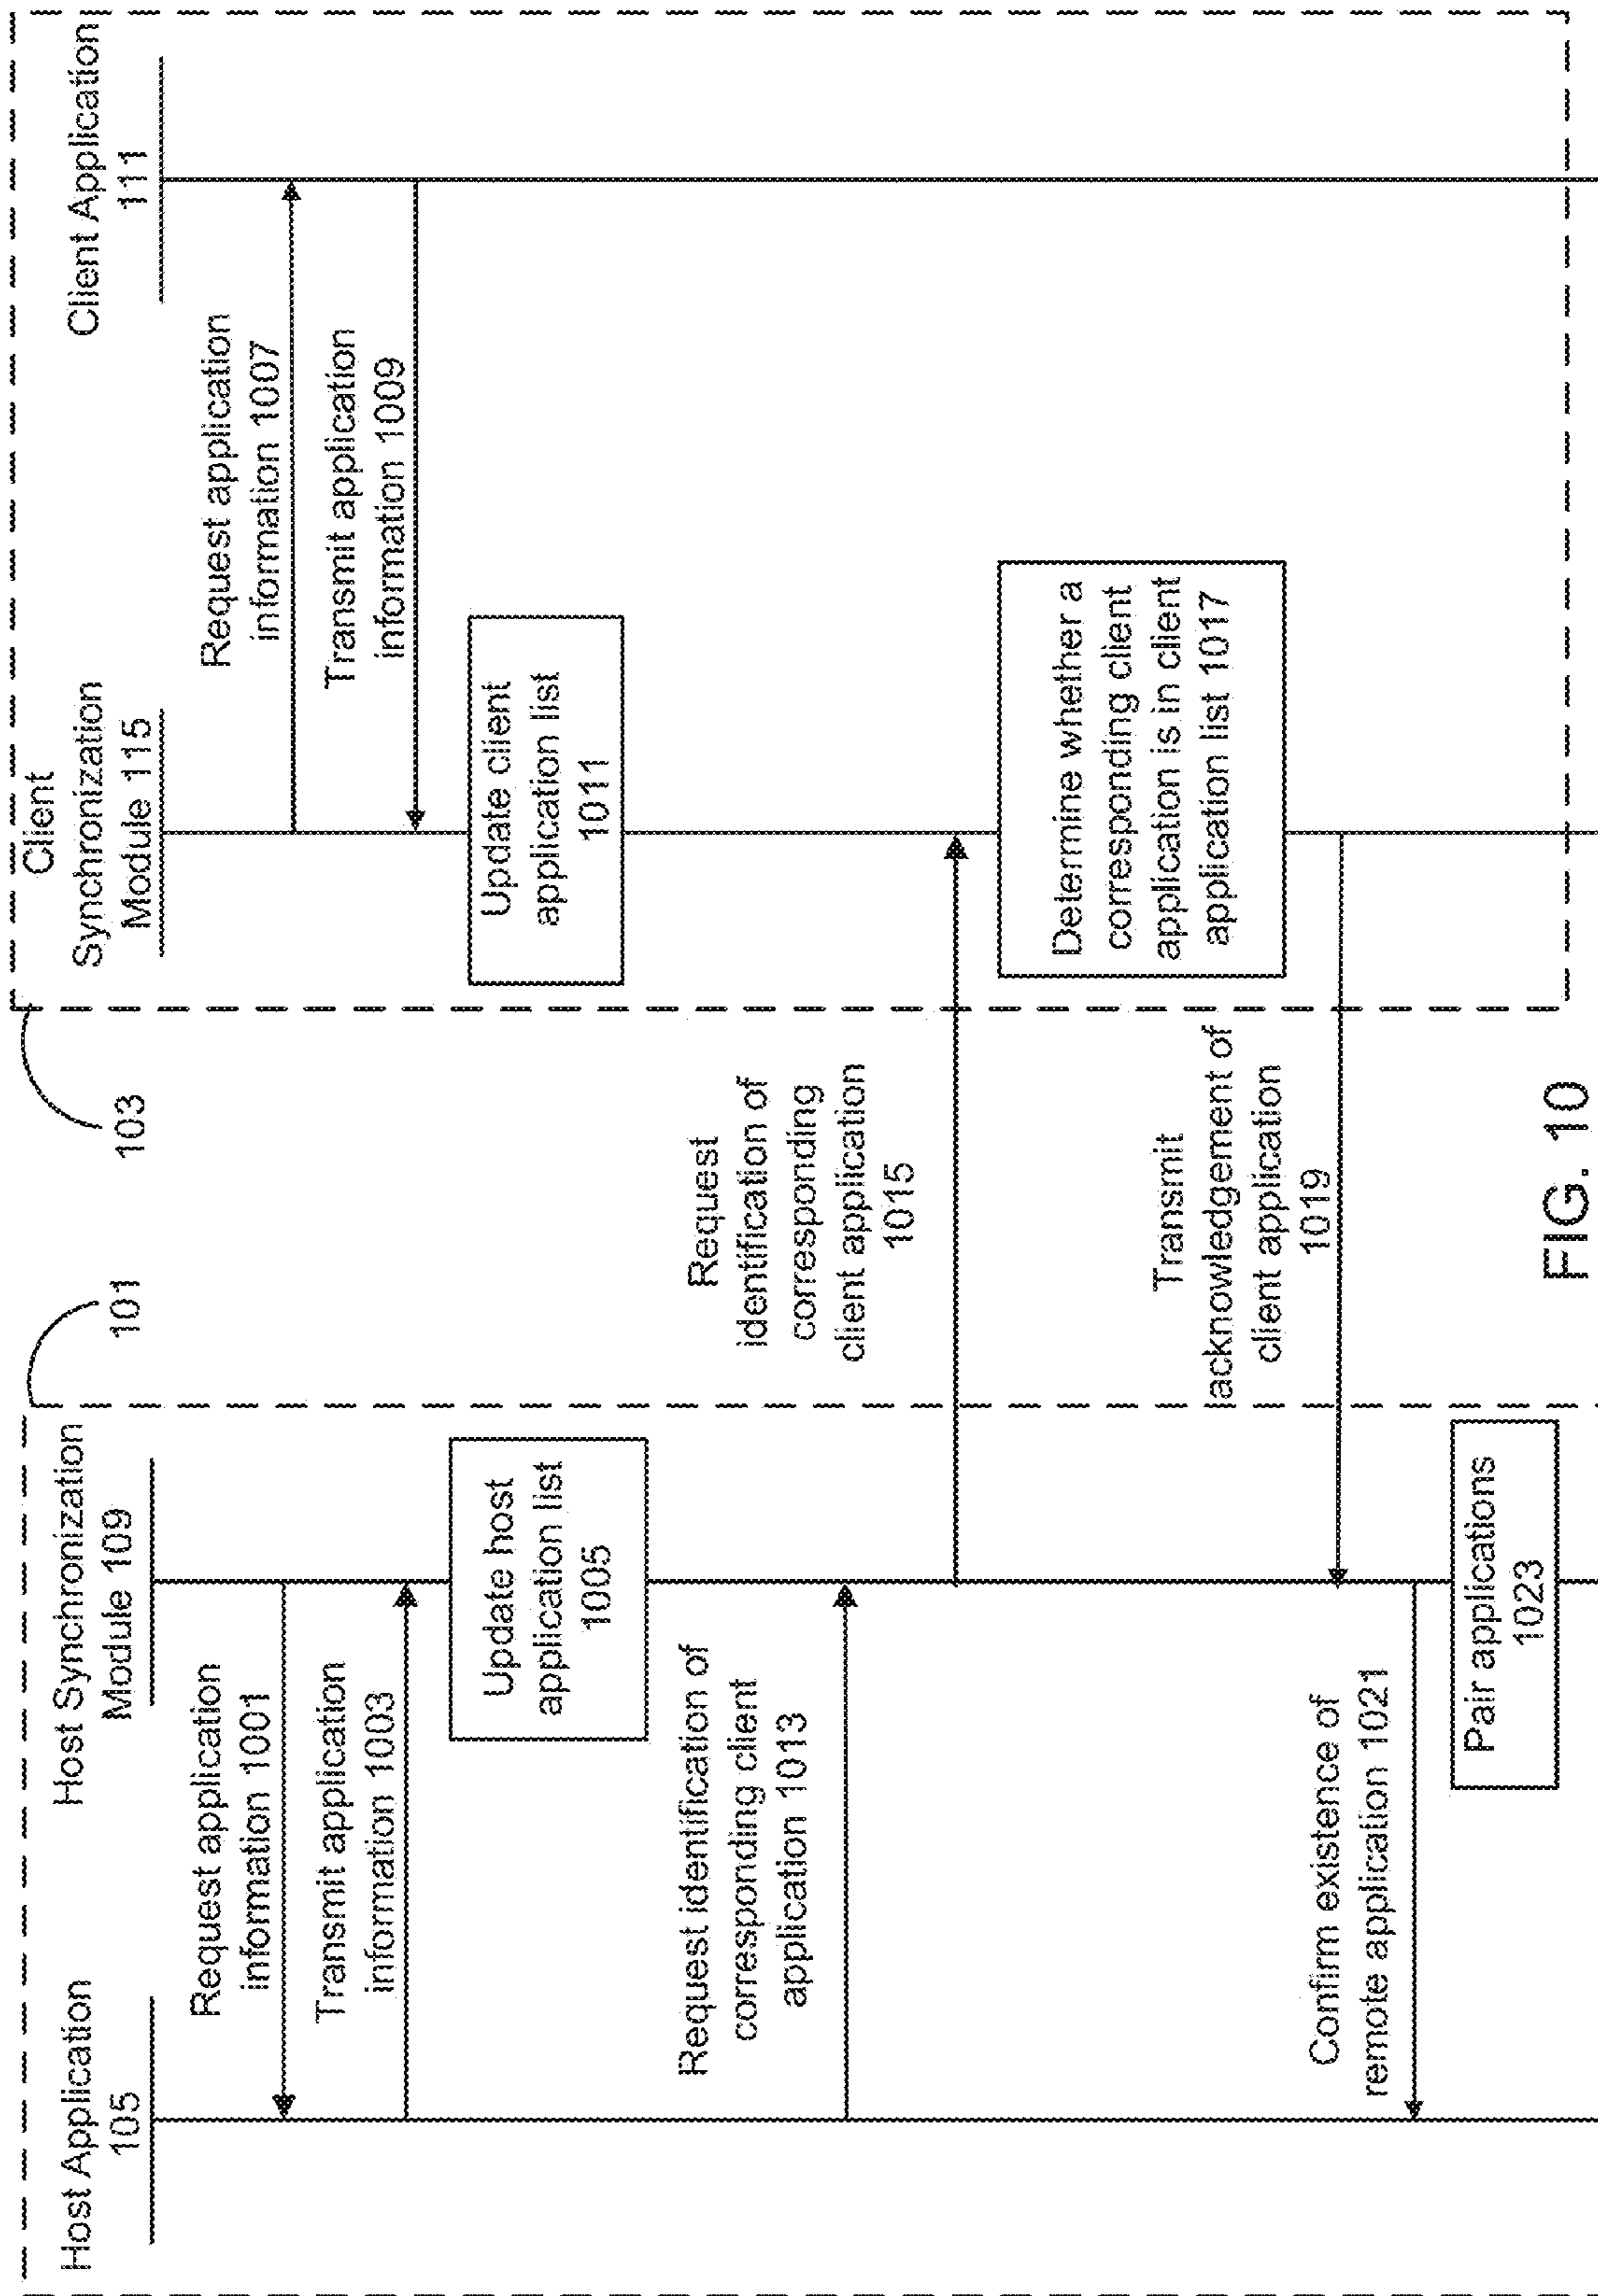 Host Application
105
Host Synchronization
Module 109
101
103
Client
Synchronization
Module 115
Client Application
111
Request application
information 1001
Transmit application
information 1003
Update host
application list
1005
Request application
information 1007
Transmit application
information 1009
Update client
application list
1011
Request identification of
corresponding client
application 1013
Request
identification of
corresponding
client application
1015
Determine whether a
corresponding client
application is in client
application list 1017
Transmit
acknowledgement of
client application
1019
Confirm existence of
remote application 1021
Pair applications
1023
FIG. 10